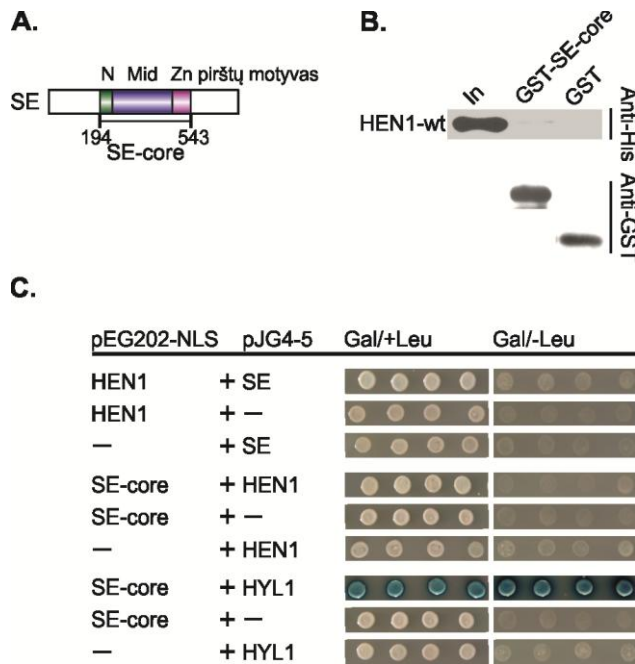 A.
N Mid Zn pirštų motyvas
SE
194 543
SE-core
B.
In GST-SE-core GST
HEN1-wt
Anti-His
Anti-GST
C.
pEG202-NLS pJG4-5 Gal/+Leu Gal/-Leu
HEN1 + SE
HEN1 + —
— + SE
SE-core + HEN1
SE-core + —
— + HEN1
SE-core + HYL1
SE-core + —
— + HYL1